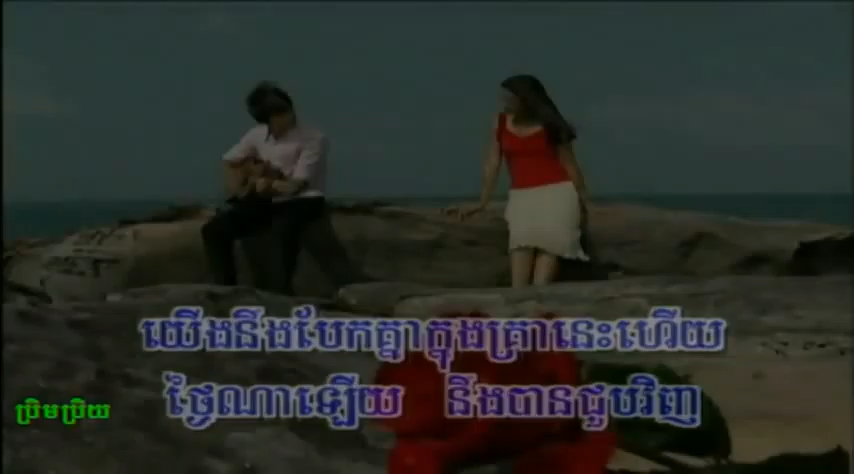 យើងនឹងបែកគ្នាក្នុងគ្រានេះហើយ
ថ្ងៃណាឡើយ នឹងបានជួបវិញ
ប្រិមប្រិយ